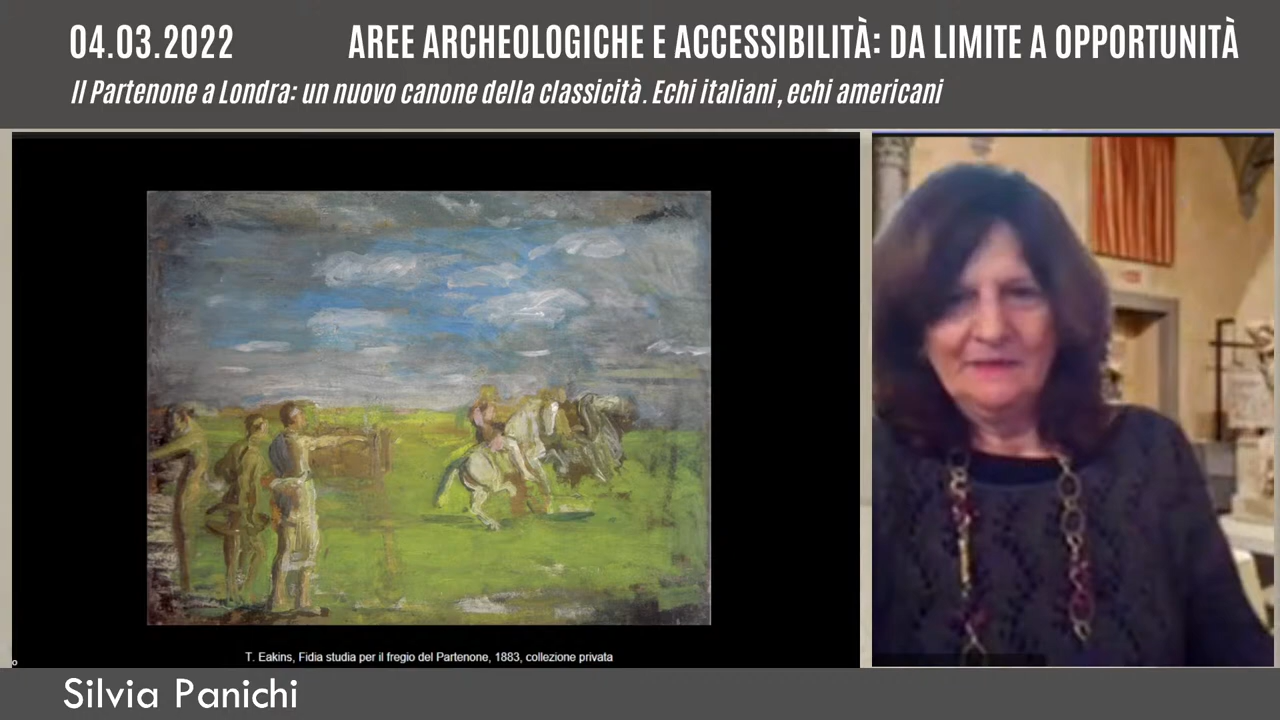 04.03.2022
AREE ARCHEOLOGICHE E ACCESSIBILITÀ: DA LIMITE A OPPORTUNITÀ
Il Partenone a Londra: un nuovo canone della classicità. Echi italiani, echi americani
T. Eakins, Fidia studia per il fregio del Partenone, 1883, collezione privata
o
Silvia Panichi